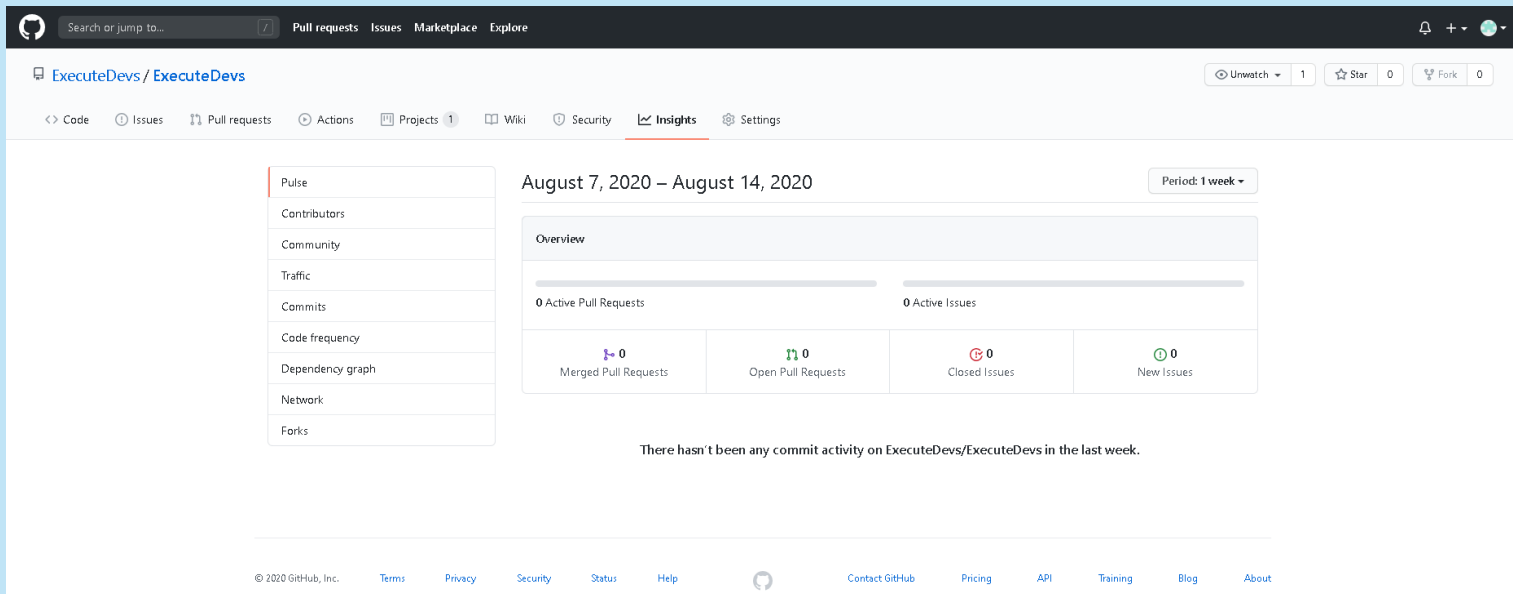 Search or jump to... / Pull requests Issues Marketplace Explore
ExecuteDevs / ExecuteDevs Unwatch 1 Star 0 Fork 0
Code Issues Pull requests Actions Projects 1 Wiki Security Insights Settings
Pulse
Contributors
Community
Traffic
Commits
Code frequency
Dependency graph
Network
Forks
August 7, 2020 – August 14, 2020 Period: 1 week
Overview
0 Active Pull Requests 0 Active Issues
0 0 0 0
Merged Pull Requests Open Pull Requests Closed Issues New Issues
There hasn't been any commit activity on ExecuteDevs/ExecuteDevs in the last week.
© 2020 GitHub, Inc. Terms Privacy Security Status Help Contact GitHub Pricing API Training Blog About